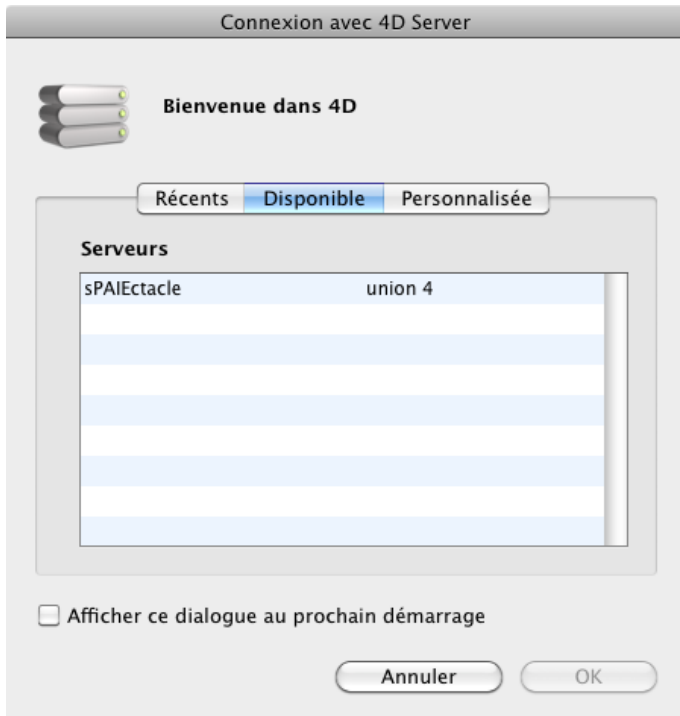 Connexion avec 4D Server
Bienvenue dans 4D
Récents Disponible Personnalisée
Serveurs
sPAIEctacle union 4
Afficher ce dialogue au prochain démarrage
Annuler OK